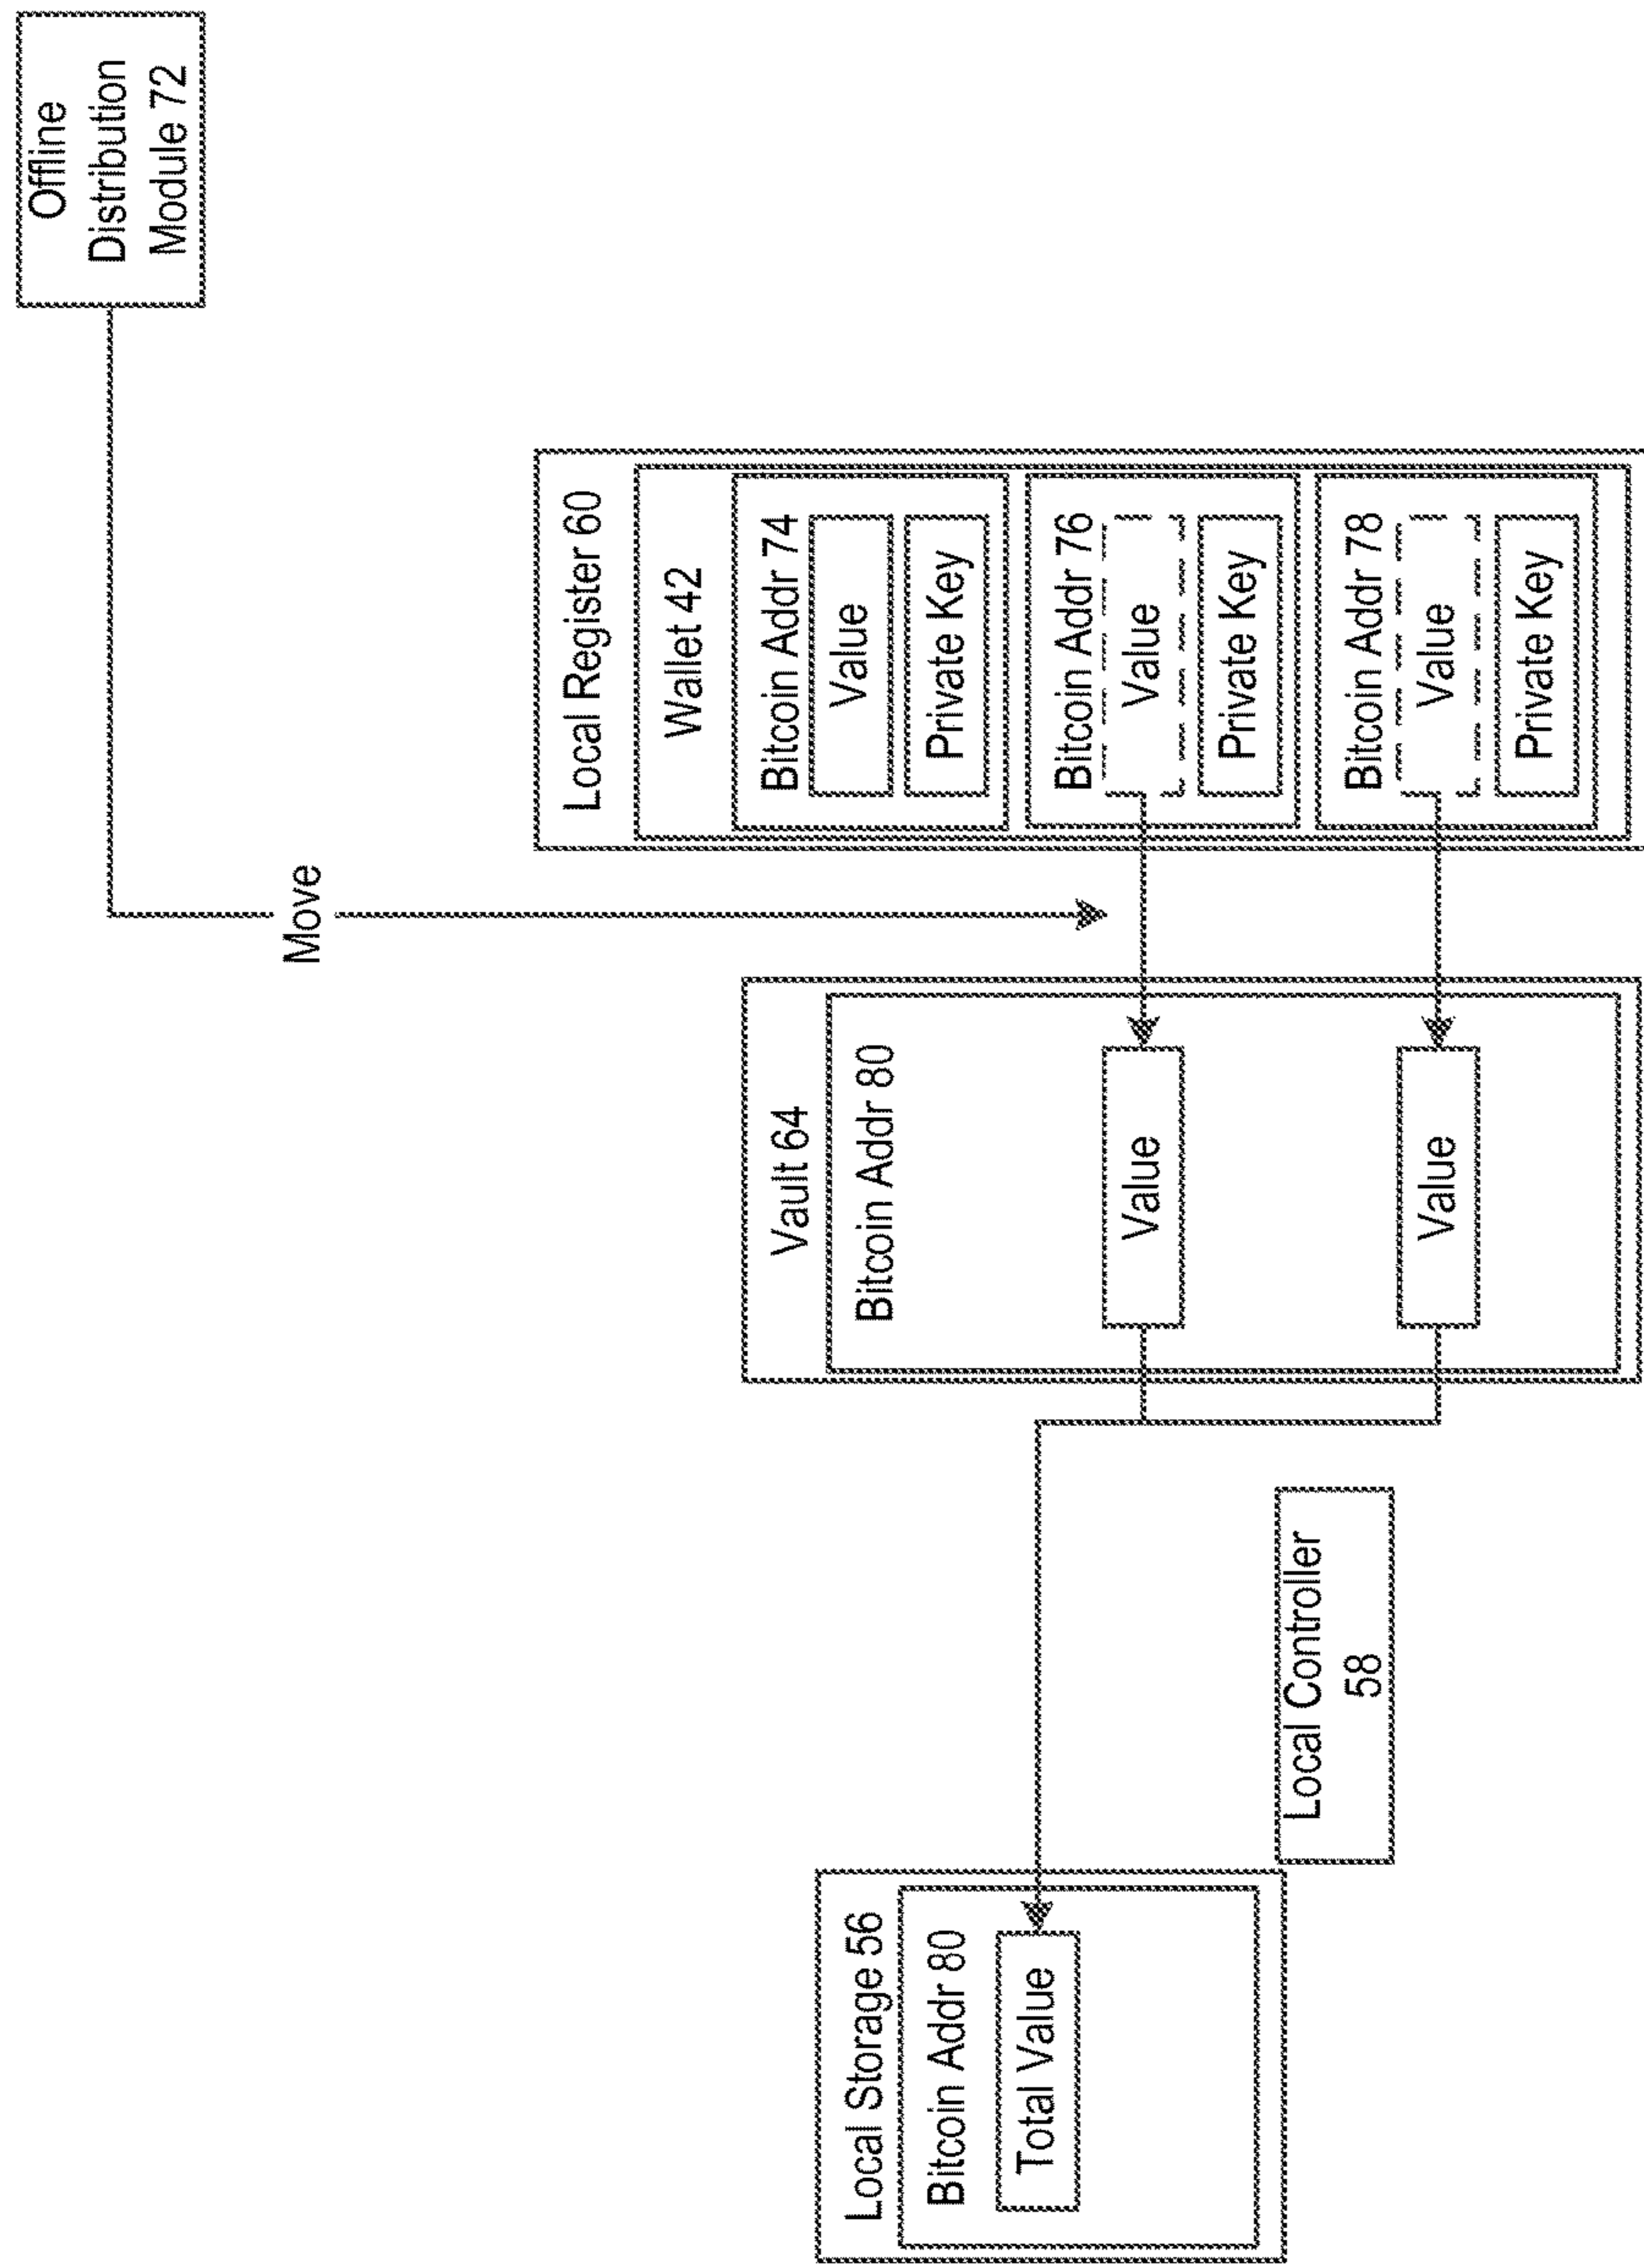 Offline
Distribution
Module 72
Move
Local Register 60
Wallet 42
Bitcoin Addr 74
Value
Private Key
Bitcoin Addr 76
Value
Private Key
Bitcoin Addr 78
Value
Private Key
Vault 64
Bitcoin Addr 80
Value
Value
Local Controller
58
Local Storage 56
Bitcoin Addr 80
Total Value